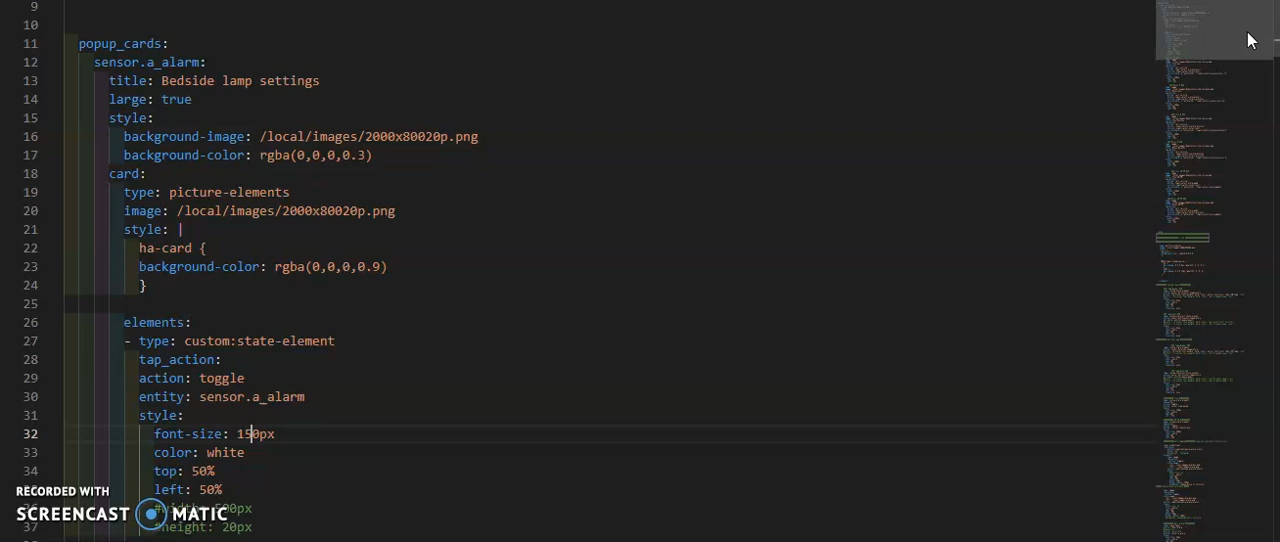 9
10
11 popup_cards:
12 sensor.a_alarm:
13 title: Bedside lamp settings
14 large: true
15 style:
16 background-image: /local/images/2000x80020p.png
17 background-color: rgba(0,0,0,0.3)
18 card:
19 type: picture-elements
20 image: /local/images/2000x80020p.png
21 style: |
22 ha-card {
23 background-color: rgba(0,0,0,0.9)
24 }
25
26 elements:
27 - type: custom:state-element
28 tap_action:
29 action: toggle
30 entity: sensor.a_alarm
31 style:
32 font-size: 150px
33 color: white
34 top: 50%
35 left: 50%
#width: 500px
37 #height: 20px
RECORDED WITH
SCREENCAST MATIC